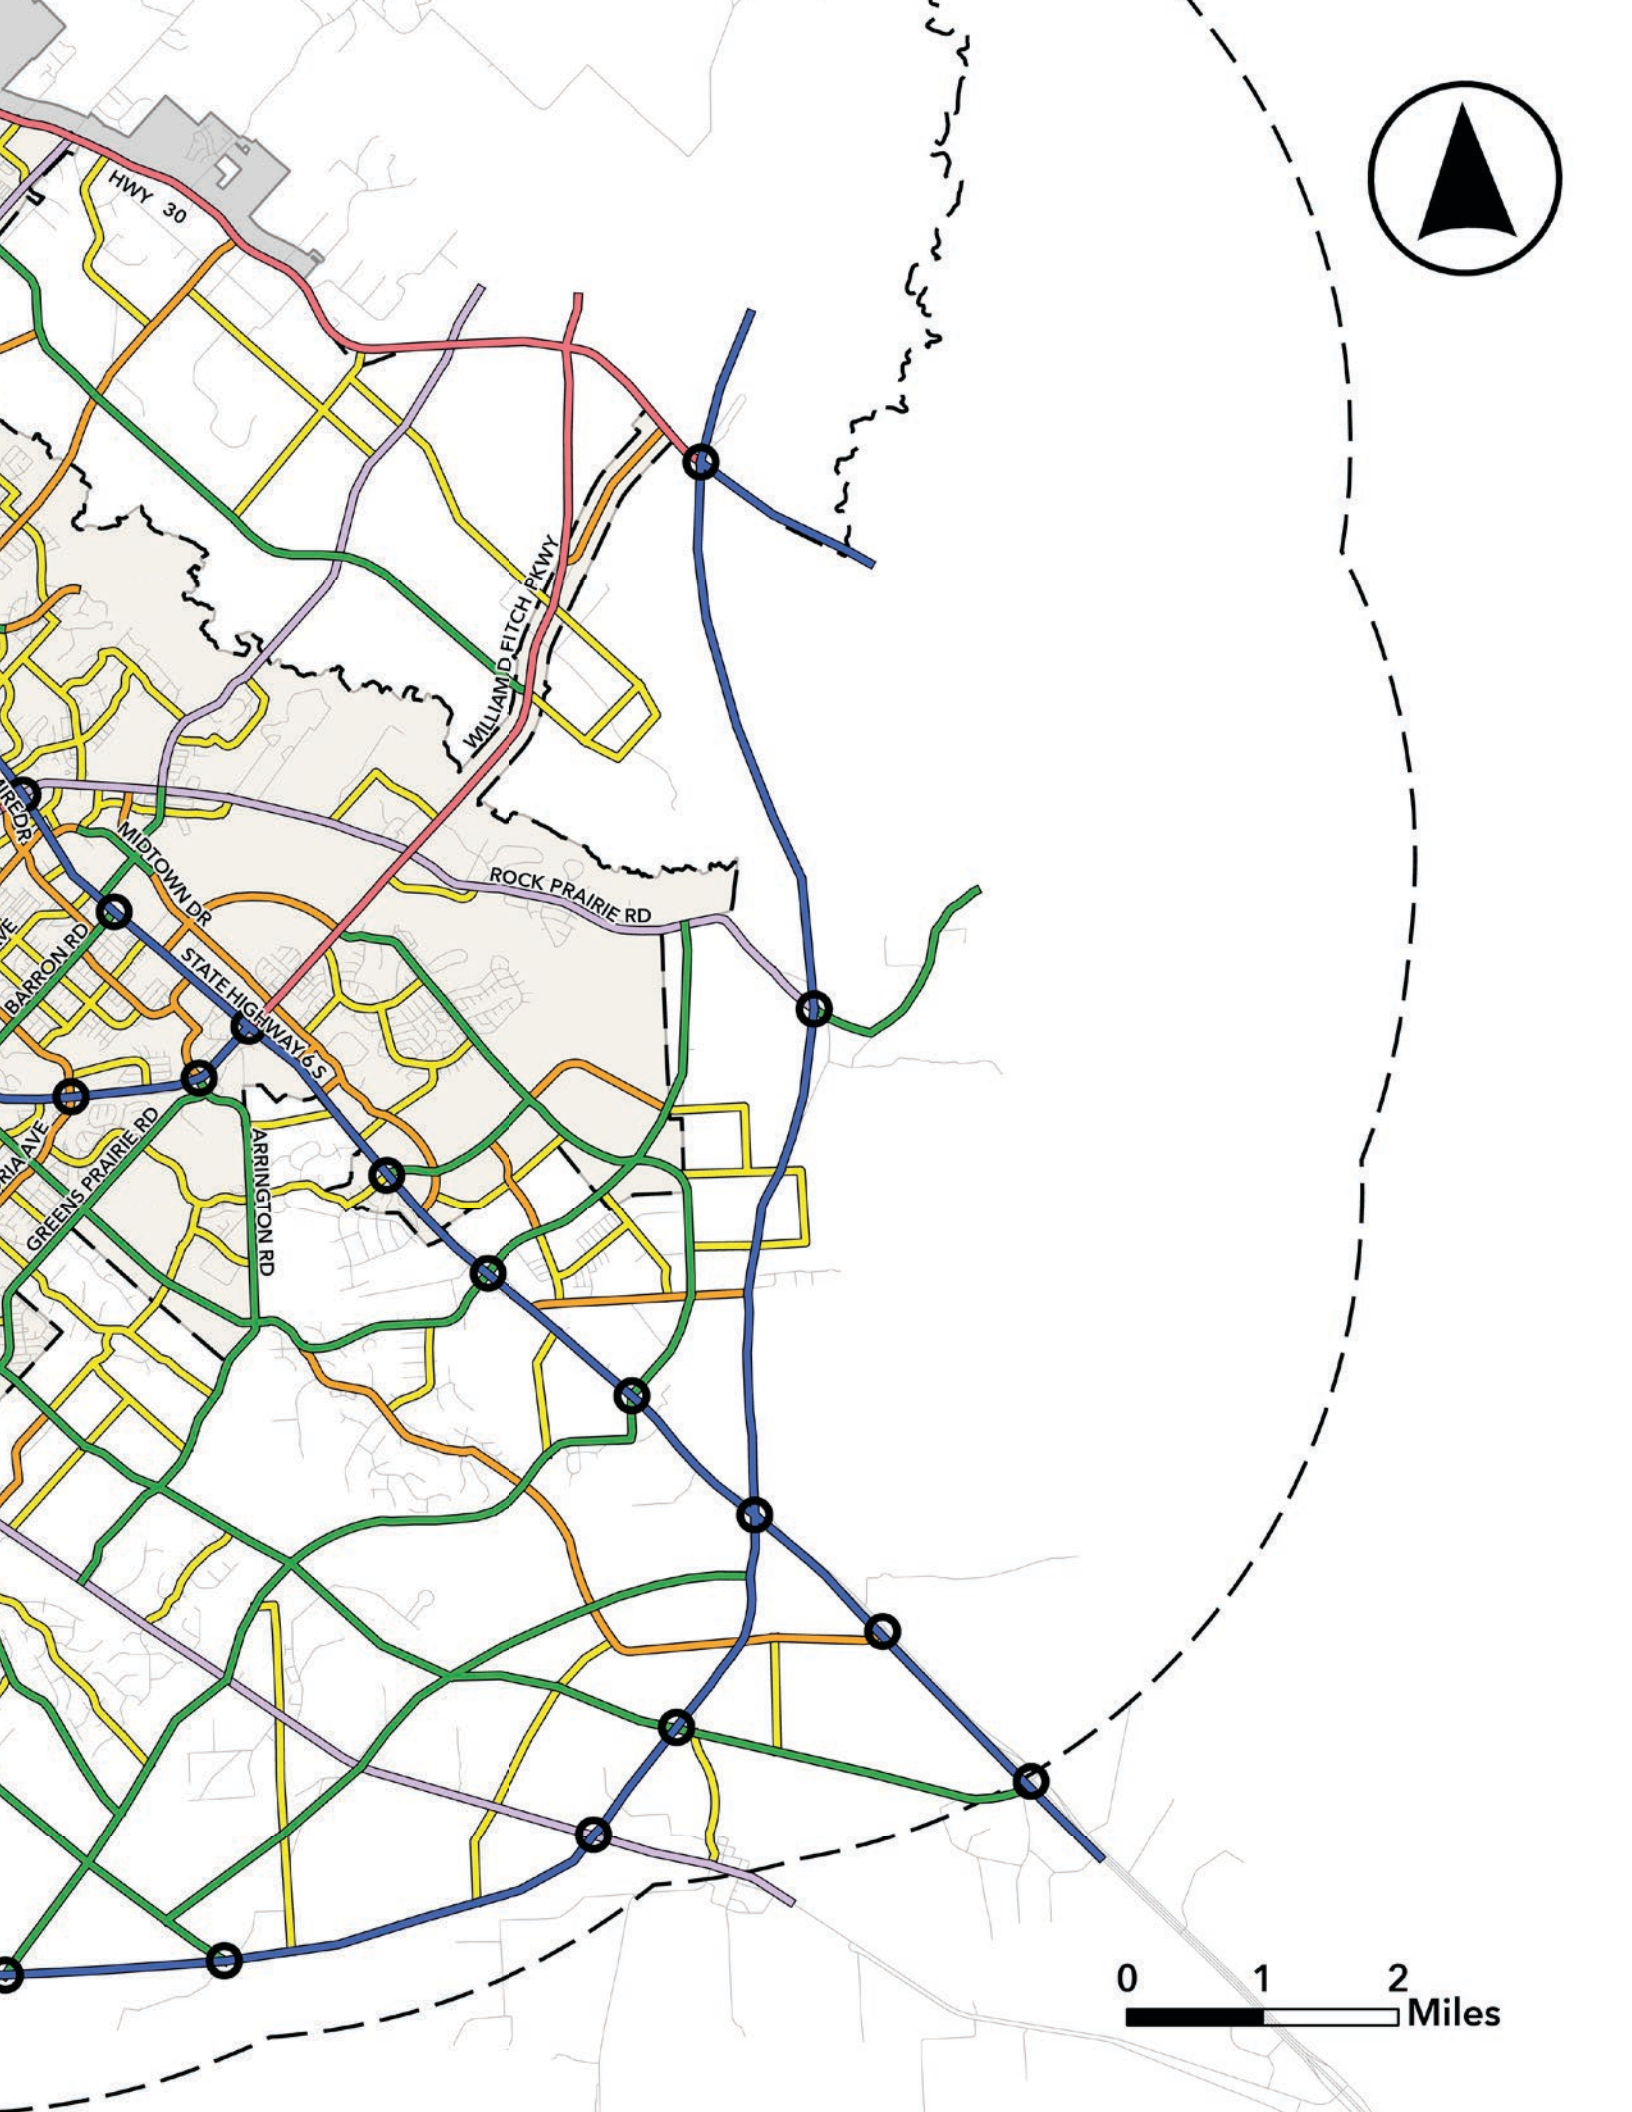 HWY 30
WILLIAM D FITCH PKWY
MIDTOWN DR
ROCK PRAIRIE RD
BARRON RD
STATE HIGHWAY 6 S
GREENS PRAIRIE RD
ARRINGTON RD
0 1 2
Miles